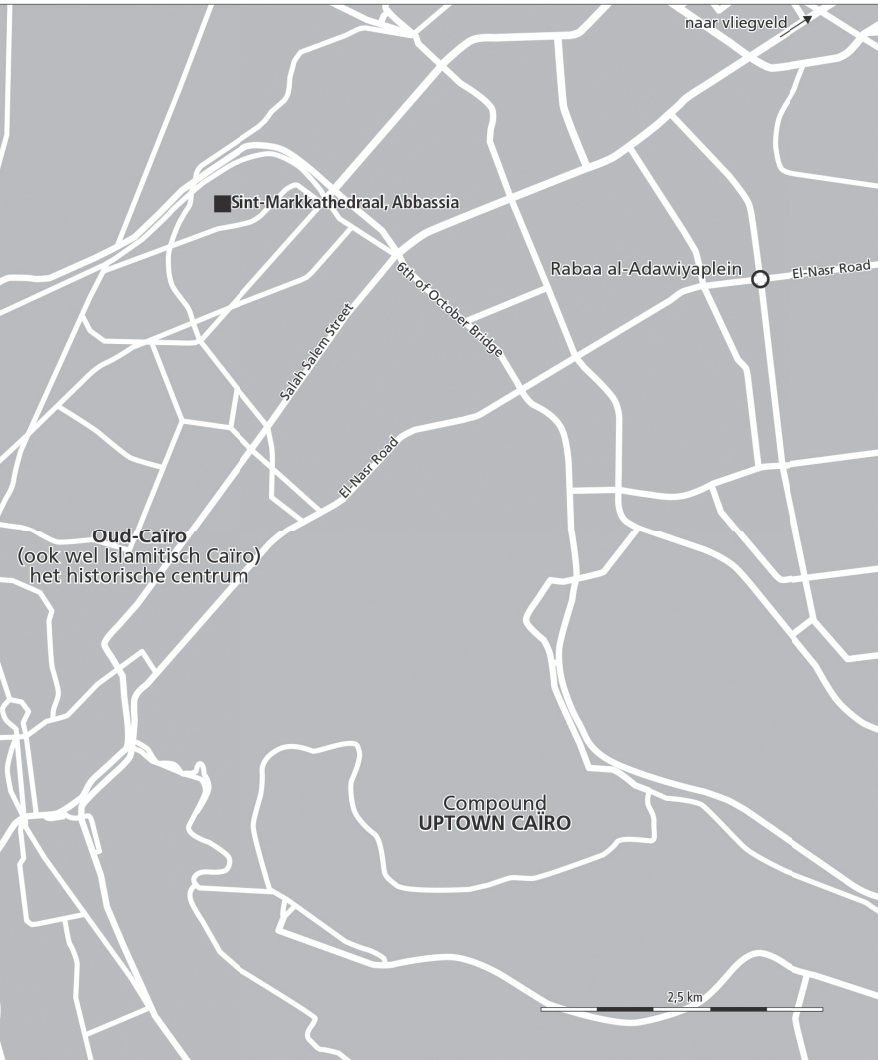 naar vliegveld
Sint-Markkathedraal, Abbassia
Rabaa al-Adawiyaplein
El-Nasr Road
6th of October Bridge
Salah Salem Street
El-Nasr Road
Oud-Caïro
(ook wel Islamitisch Caïro)
het historische centrum
Compound
UPTOWN CAÏRO
2,5 km